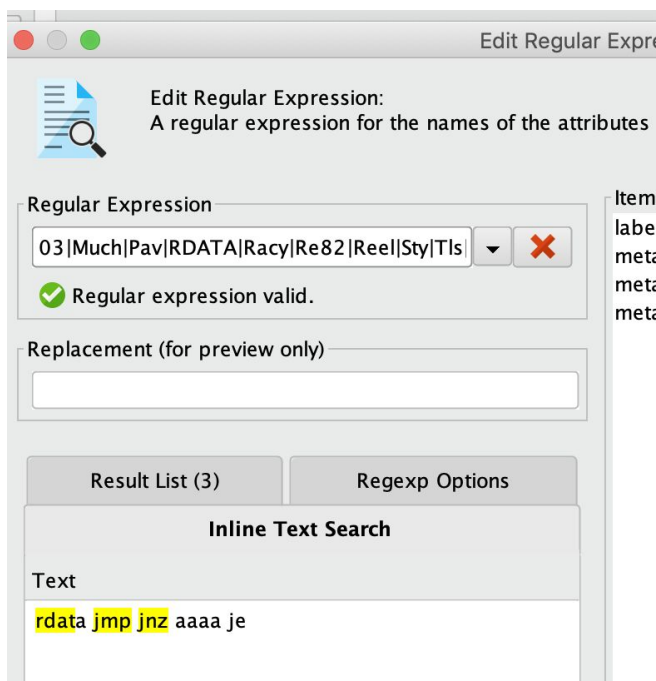 Edit Regular Expre
Edit Regular Expression:
A regular expression for the names of the attributes
Regular Expression
03|Much|Pav|RDATA|Racy|Re82|Reel|Sty|Tls|
Regular expression valid.
Replacement (for preview only)
Result List (3)
Regexp Options
Inline Text Search
Text
rdata jmp jnz aaaa je
Item
labe
meta
meta
meta